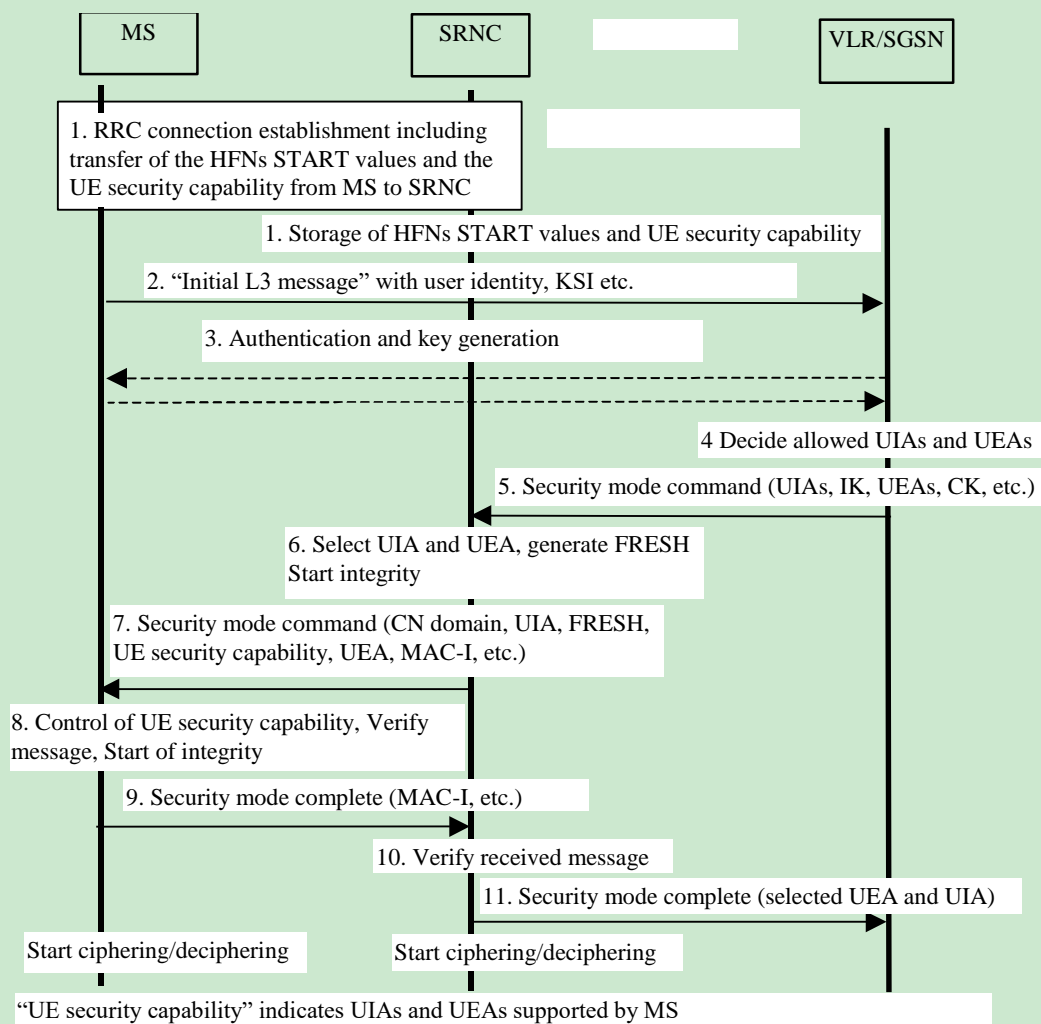 MS
SRNC
VLR/SGSN
1. RRC connection establishment including
transfer of the HFNs START values and the
UE security capability from MS to SRNC
1. Storage of HFNs START values and UE security capability
2. “Initial L3 message” with user identity, KSI etc.
3. Authentication and key generation
4 Decide allowed UIAs and UEAs
5. Security mode command (UIAs, IK, UEAs, CK, etc.)
6. Select UIA and UEA, generate FRESH
Start integrity
7. Security mode command (CN domain, UIA, FRESH,
UE security capability, UEA, MAC-I, etc.)
8. Control of UE security capability, Verify
message, Start of integrity
9. Security mode complete (MAC-I, etc.)
10. Verify received message
11. Security mode complete (selected UEA and UIA)
Start ciphering/deciphering
Start ciphering/deciphering
“UE security capability” indicates UIAs and UEAs supported by MS